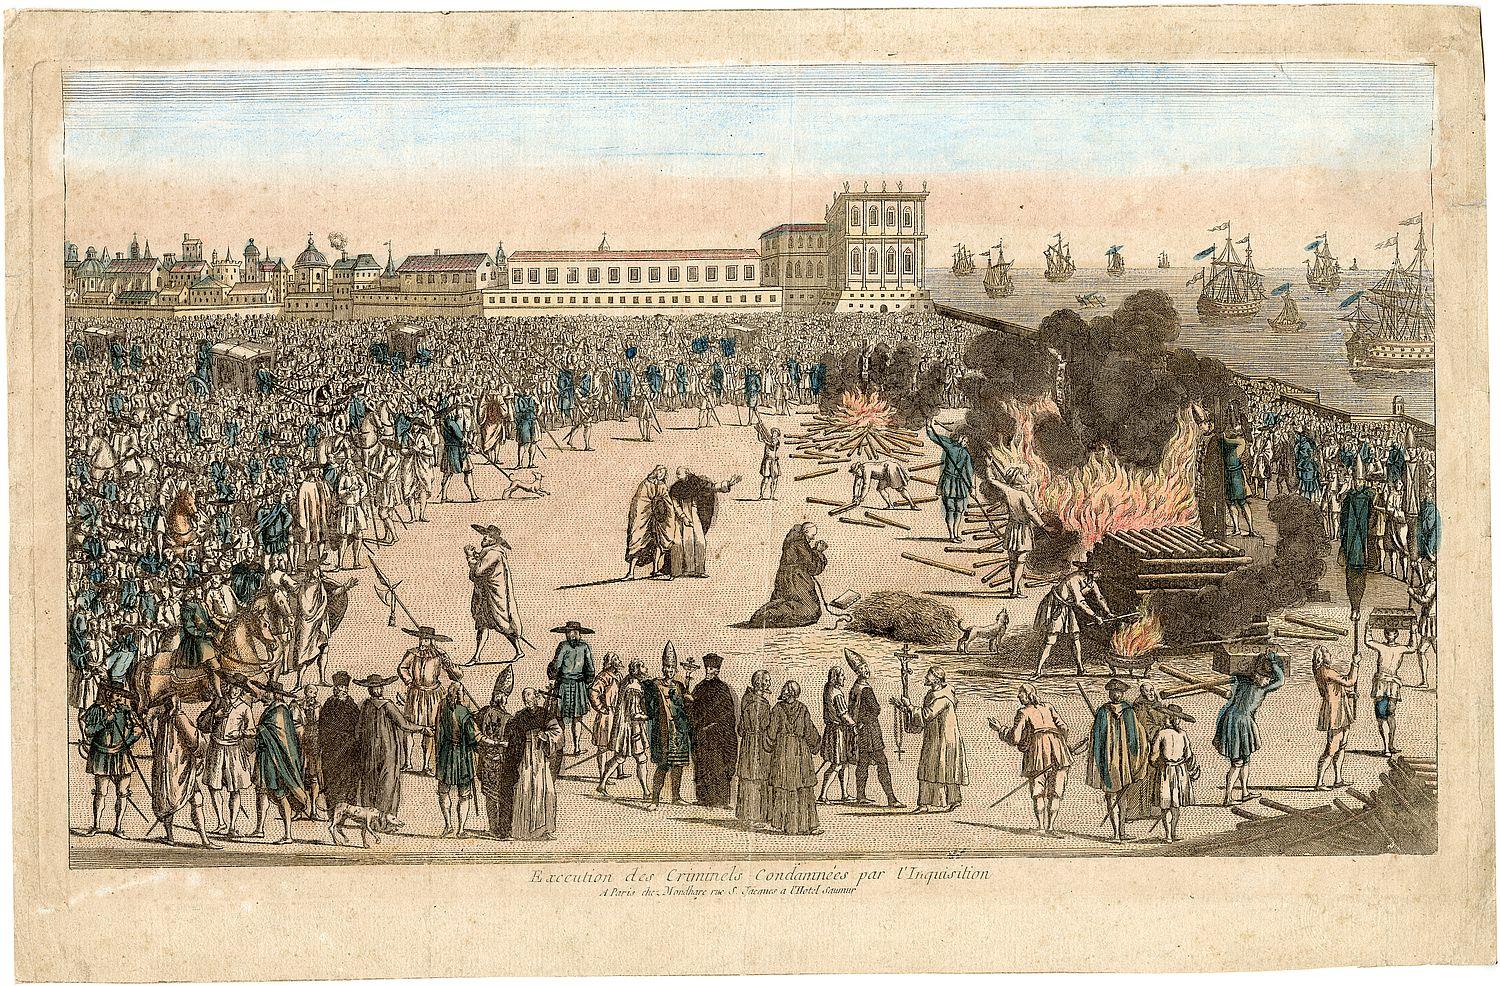 Execution des Criminels Condamnées par l'Inquisition
A Paris chez Mondhare rue S. Jacques a l'Hotel Saumur